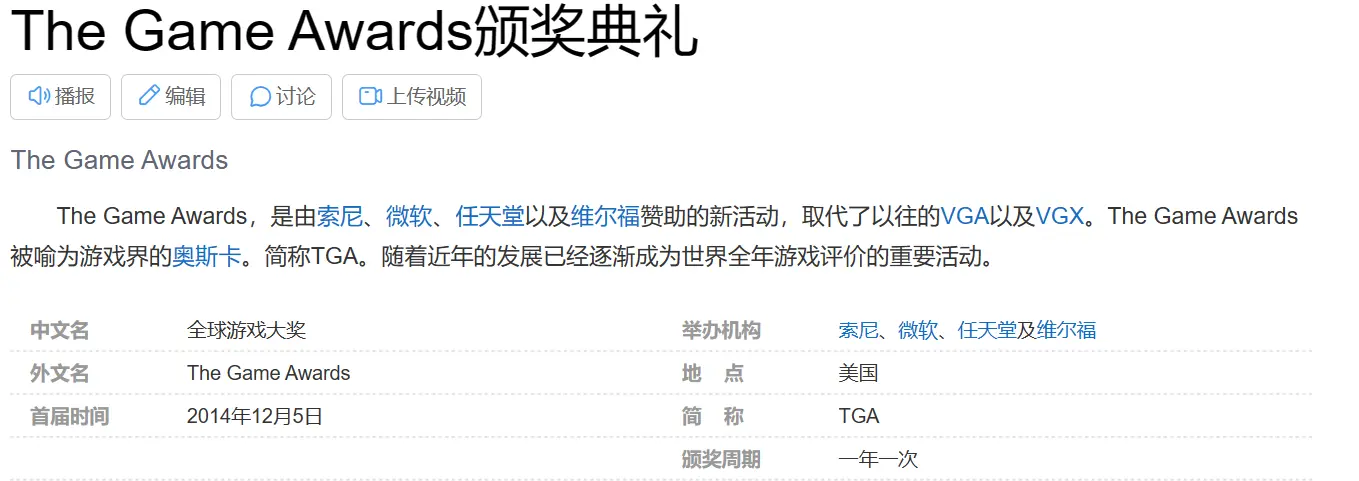 The Game Awards颁奖典礼
播报 编辑 讨论 上传视频
The Game Awards
The Game Awards，是由索尼、微软、任天堂以及维尔福赞助的新活动，取代了以往的VGA以及VGX。The Game Awards
被喻为游戏界的奥斯卡。简称TGA。随着近年的发展已经逐渐成为世界全年游戏评价的重要活动。
中文名 全球游戏大奖 举办机构 索尼、微软、任天堂及维尔福
外文名 The Game Awards 地 点 美国
首届时间 2014年12月5日 简 称 TGA
颁奖周期 一年一次